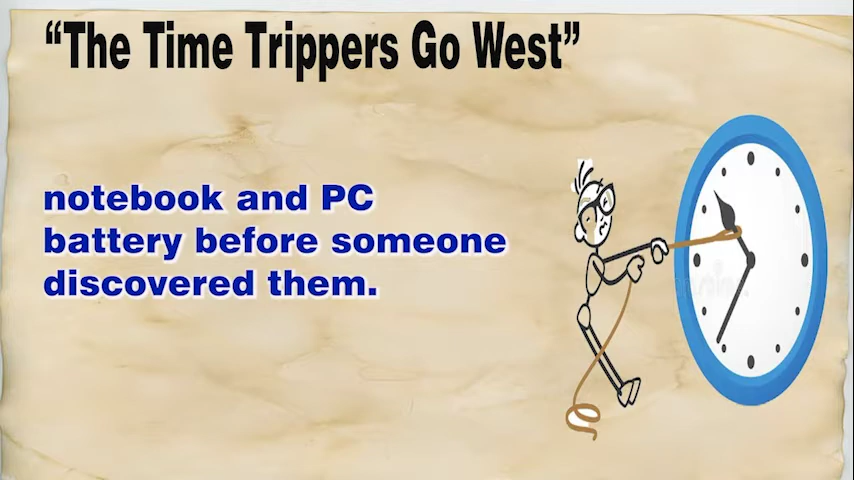 “The Time Trippers Go West”
notebook and PC
battery before someone
discovered them.